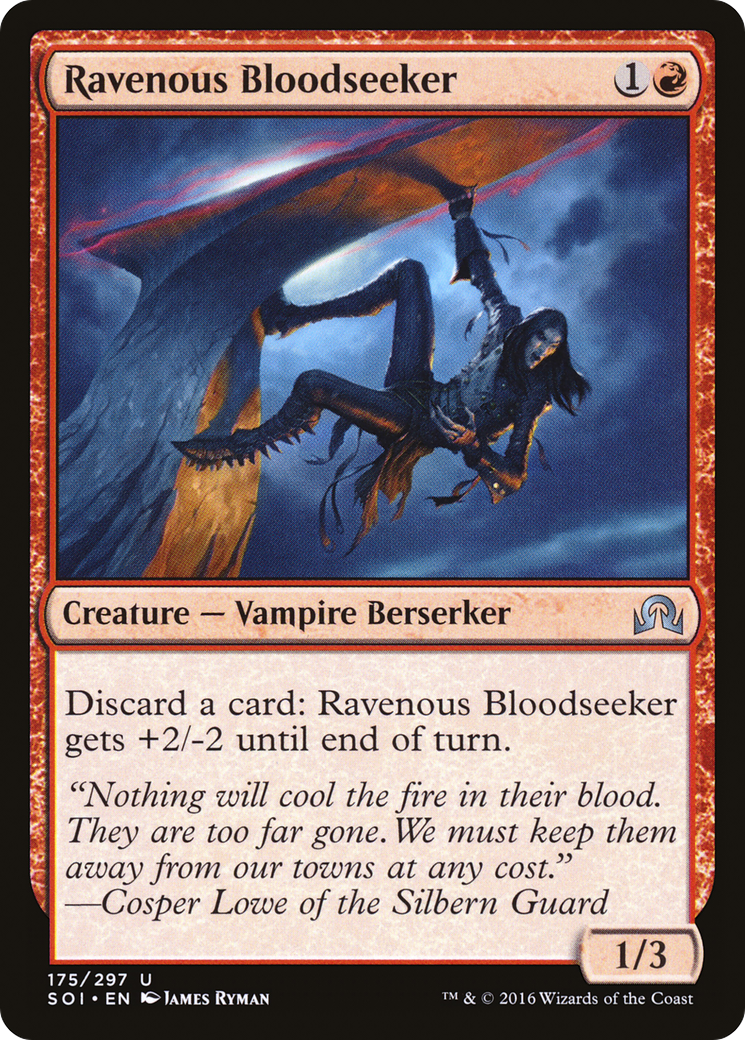 Ravenous Bloodseeker 1
Creature — Vampire Berserker
Discard a card: Ravenous Bloodseeker
gets +2/-2 until end of turn.
“Nothing will cool the fire in their blood.
They are too far gone. We must keep them
away from our towns at any cost.”
—Cosper Lowe of the Silbern Guard
1/3
175/297 U
SOI • EN James Ryman
™ & © 2016 Wizards of the Coast